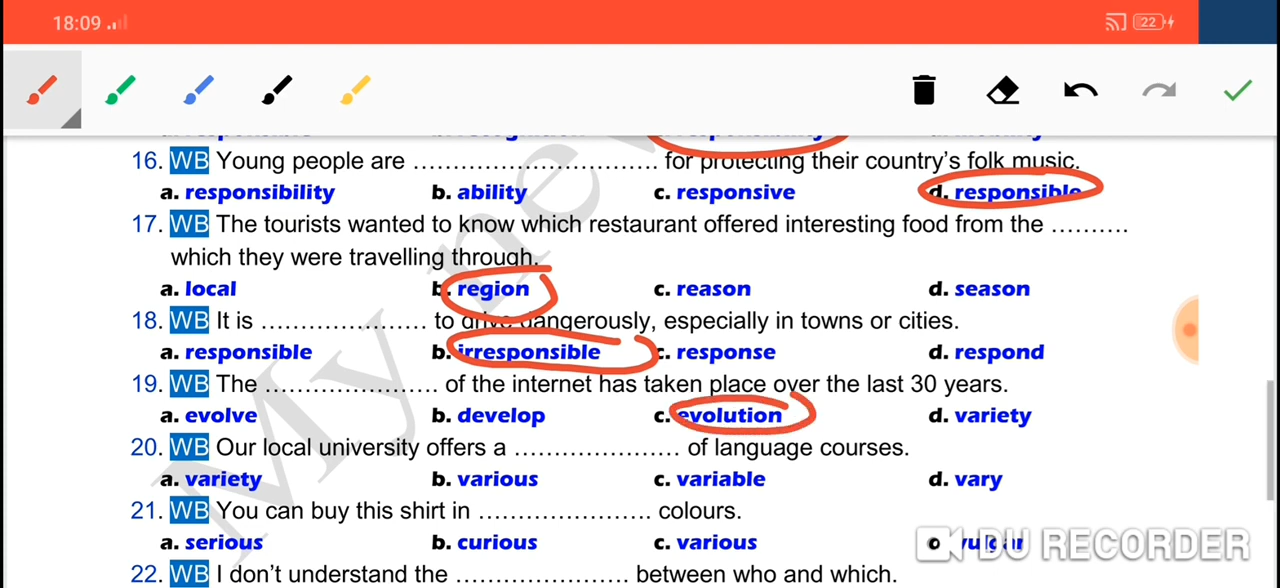 18:09
22
16. WB Young people are .............................. for protecting their country's folk music.
a. responsibility b. ability c. responsive d. responsible
17. WB The tourists wanted to know which restaurant offered interesting food from the ..........
which they were travelling through.
a. local b. region c. reason d. season
18. WB It is .................... to drive dangerously, especially in towns or cities.
a. responsible b. irresponsible c. response d. respond
19. WB The ..................... of the internet has taken place over the last 30 years.
a. evolve b. develop c. evolution d. variety
20. WB Our local university offers a .................... of language courses.
a. variety b. various c. variable d. vary
21. WB You can buy this shirt in ..................... colours.
a. serious b. curious c. various vulgar
DU RECORDER
22. WB I don't understand the ..................... between who and which.
My new